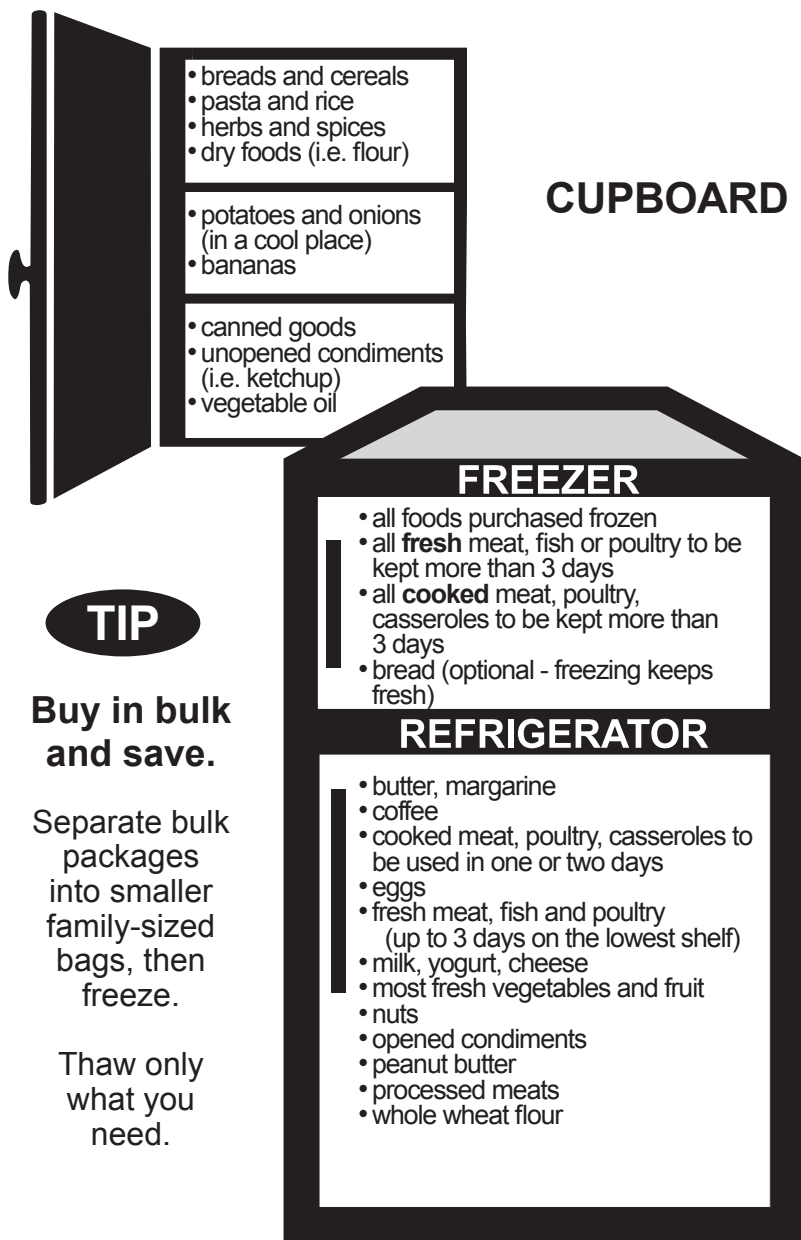 • breads and cereals
• pasta and rice
• herbs and spices
• dry foods (i.e. flour)
• potatoes and onions
(in a cool place)
• bananas
• canned goods
• unopened condiments
(i.e. ketchup)
• vegetable oil
CUPBOARD
FREEZER
• all foods purchased frozen
• all fresh meat, fish or poultry to be
kept more than 3 days
• all cooked meat, poultry,
casseroles to be kept more than
3 days
• bread (optional - freezing keeps
fresh)
REFRIGERATOR
• butter, margarine
• coffee
• cooked meat, poultry, casseroles to
be used in one or two days
• eggs
• fresh meat, fish and poultry
(up to 3 days on the lowest shelf)
• milk, yogurt, cheese
• most fresh vegetables and fruit
• nuts
• opened condiments
• peanut butter
• processed meats
• whole wheat flour
TIP
Buy in bulk
and save.
Separate bulk
packages
into smaller
family-sized
bags, then
freeze.
Thaw only
what you
need.